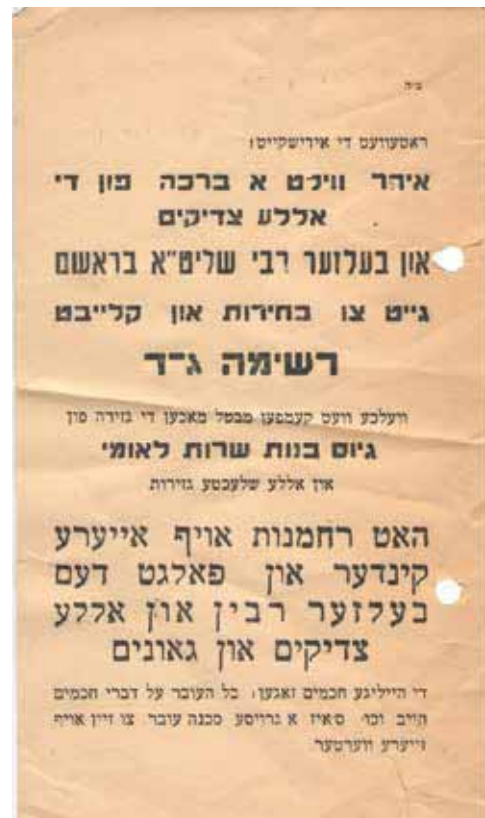 ב״ה
ראטעוועט די אידישקייט!
איהר ווילט א ברכה פון די
אללע צדיקים
און בעלזער רבי שליט״א בראשם
גייט צו בחירות און קלייבט
רשימה ג־ד
וועלכע וועט קעמפען מבטל מאכען די גזירה פון
גיוס בנות שרות לאומי
און אללע שלעכטע גזירות
האט רחמנות אויף אייערע
קינדער און פאלגט דעם
בעלזער רבין און אללע
צדיקים און גאונים
די הייליגע חכמים זאגען: כל העובר על דברי חכמים
חייב וכו׳ ס׳איז א גרויסע סכנה עובר צו זיין אויף
זייערע ווערטער